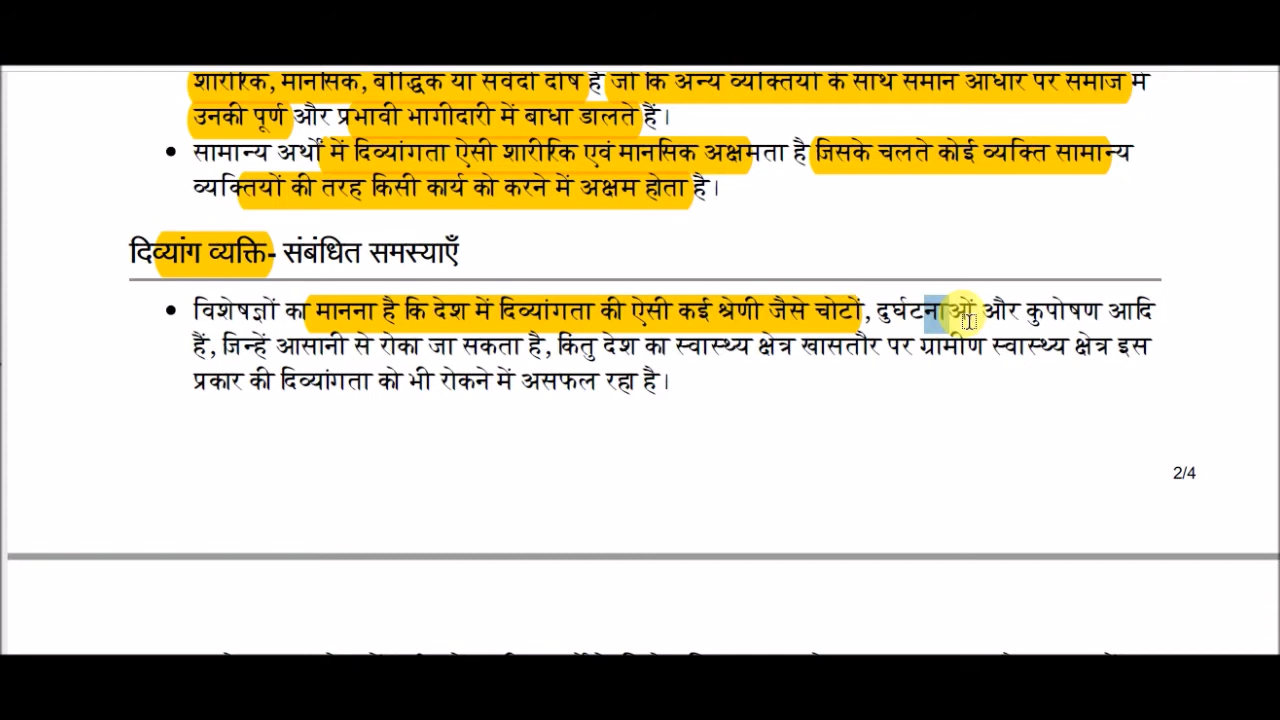 शारीरिक, मानसिक, बौद्धिक या संवेदी दोष हैं जो कि अन्य व्यक्तियों के साथ समान आधार पर समाज में
उनकी पूर्ण और प्रभावी भागीदारी में बाधा डालते हैं।
• सामान्य अर्थों में दिव्यांगता ऐसी शारीरिक एवं मानसिक अक्षमता है जिसके चलते कोई व्यक्ति सामान्य
व्यक्तियों की तरह किसी कार्य को करने में अक्षम होता है।
दिव्यांग व्यक्ति- संबंधित समस्याएँ
• विशेषज्ञों का मानना है कि देश में दिव्यांगता की ऐसी कई श्रेणी जैसे चोटों, दुर्घटनाओं और कुपोषण आदि
हैं, जिन्हें आसानी से रोका जा सकता है, किंतु देश का स्वास्थ्य क्षेत्र खासतौर पर ग्रामीण स्वास्थ्य क्षेत्र इस
प्रकार की दिव्यांगता को भी रोकने में असफल रहा है।
2/4